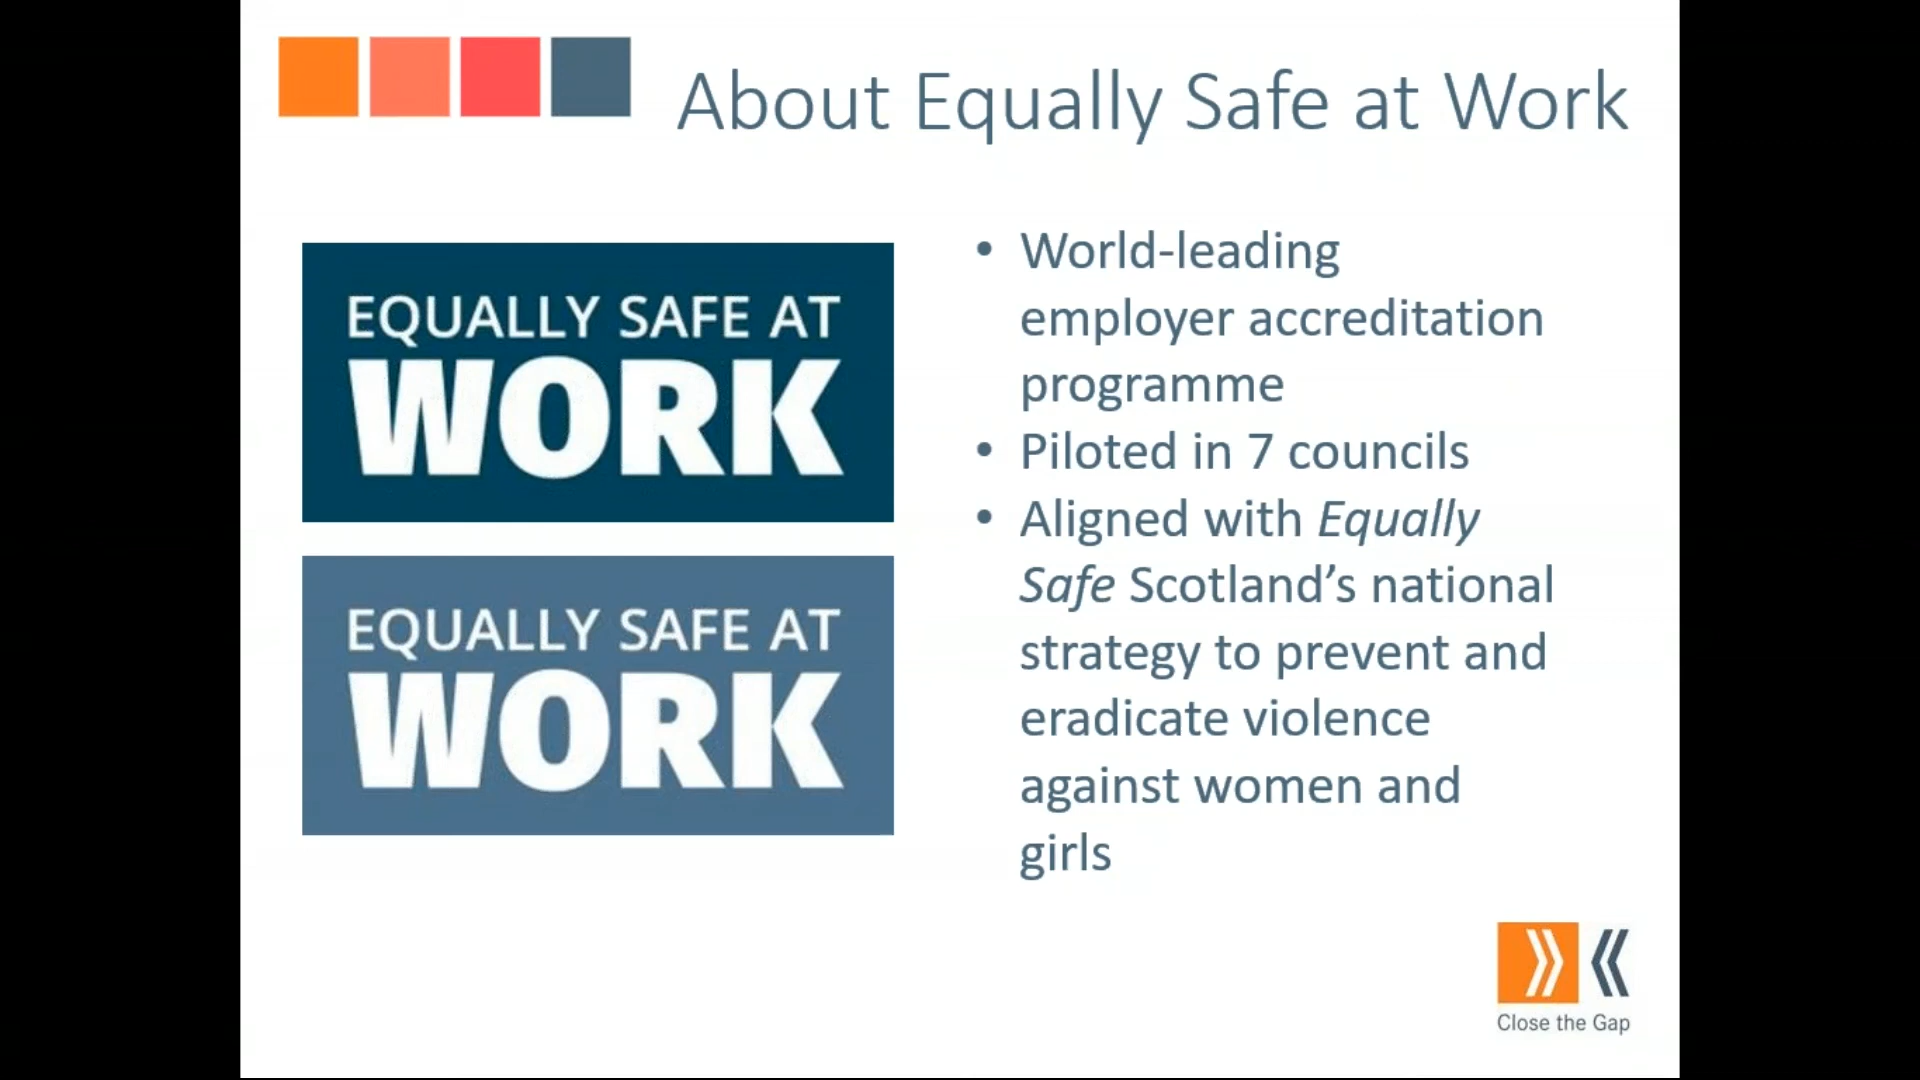 About Equally Safe at Work
EQUALLY SAFE AT
WORK
EQUALLY SAFE AT
WORK
• World-leading
employer accreditation
programme
• Piloted in 7 councils
• Aligned with Equally
Safe Scotland’s national
strategy to prevent and
eradicate violence
against women and
girls
Close the Gap